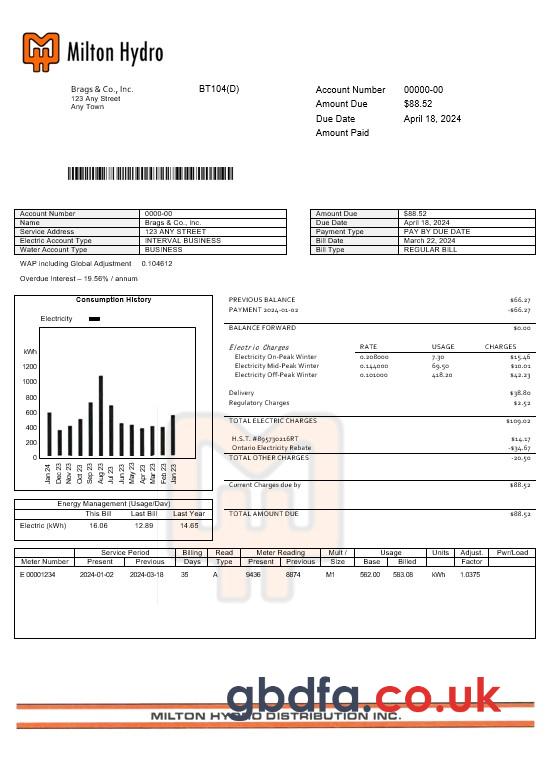 Milton Hydro
Brags & Co., Inc.
123 Any Street
Any Town
BT104(D)
Account Number 00000-00
Amount Due $88.52
Due Date April 18, 2024
Amount Paid
Account Number 0000-00
Name Brags & Co., Inc.
Service Address 123 ANY STREET
Electric Account Type INTERVAL BUSINESS
Water Account Type BUSINESS
Amount Due $88.52
Due Date April 18, 2024
Payment Type PAY BY DUE DATE
Bill Date March 22, 2024
Bill Type REGULAR BILL
WAP including Global Adjustment 0.104612
Overdue Interest – 19.56% / annum
Consumption History
Electricity
kWh
1200
1000
800
600
400
200
0
Jan 24 Dec 23 Nov 23 Oct 23 Sep 23 Aug 23 Jul 23 Jun 23 May 23 Apr 23 Mar 23 Feb 23 Jan 23
Energy Management (Usage/Day)
This Bill Last Bill Last Year
Electric (kWh) 16.06 12.89 14.65
PREVIOUS BALANCE $66.27
PAYMENT 2024-01-02 -$66.27
BALANCE FORWARD $0.00
Electric Charges RATE USAGE CHARGES
Electricity On-Peak Winter 0.208000 7.30 $15.46
Electricity Mid-Peak Winter 0.144000 69.50 $10.01
Electricity Off-Peak Winter 0.101000 418.20 $42.23
Delivery $38.80
Regulatory Charges $2.52
TOTAL ELECTRIC CHARGES $109.02
H.S.T. #895730216RT $14.17
Ontario Electricity Rebate -$34.67
TOTAL OTHER CHARGES -20.50
Current Charges due by $88.52
TOTAL AMOUNT DUE $88.52
Service Period Billing Read Meter Reading Mult / Usage Units Adjust. Pwr/Load
Meter Number Present Previous Days Type Present Previous Size Base Billed Factor
E 00001234 2024-01-02 2024-03-18 35 A 9436 8874 M1 562.00 583.08 kWh 1.0375
gbdfa.co.uk
MILTON HYDRO DISTRIBUTION INC.